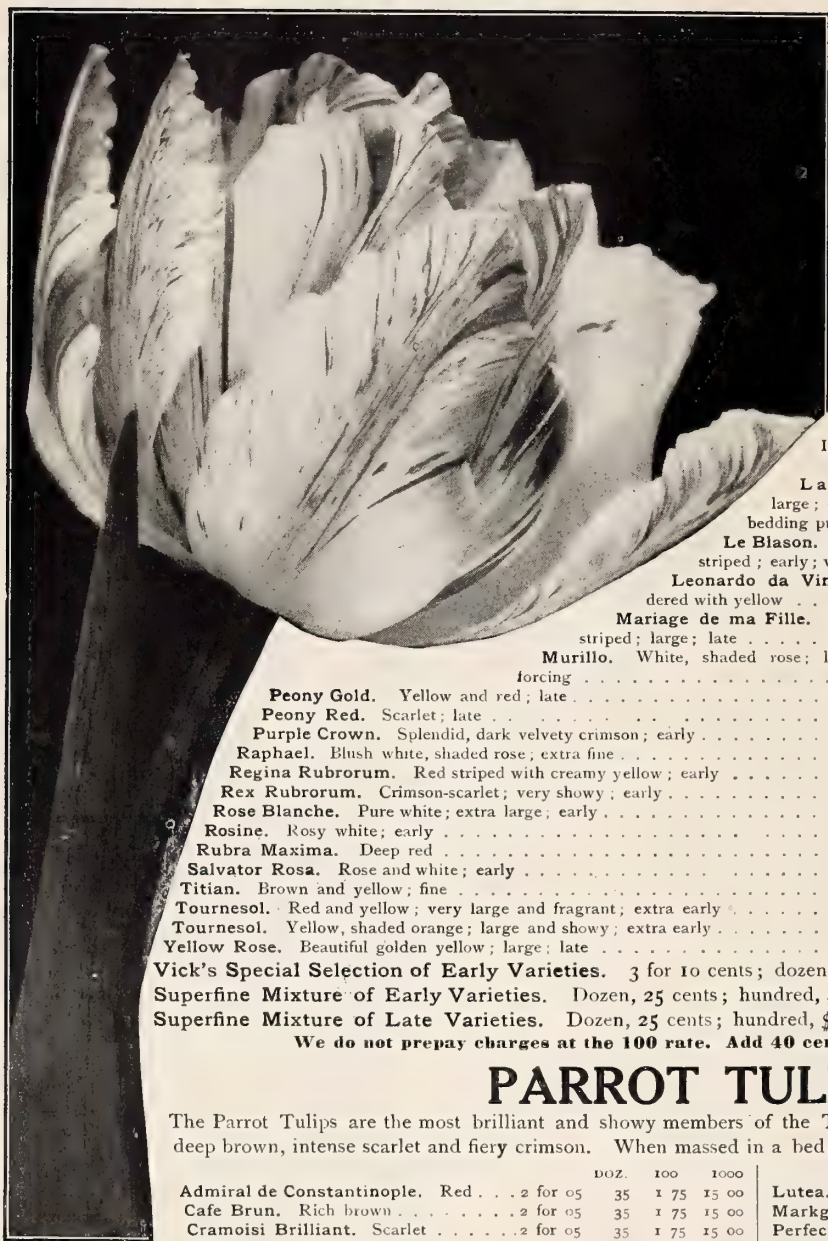 La
large;
bedding
Le Blason.
striped; early;
Leonardo da
dered with yellow . .
Mariage de ma Fille.
striped; large; late . . . . .
Murillo. White, shaded rose;
forcing . . . . . . . . . . . . . . .
Peony Gold. Yellow and red; late . . . . . . . . . . . . . . .
Peony Red. Scarlet; late . . . . . . . . . . . . . . . . . .
Purple Crown. Splendid, dark velvety crimson; early . . . . . . . .
Raphael. Blush white, shaded rose; extra fine . . . . . . . . . . . .
Regina Rubrorum. Red striped with creamy yellow; early . . . . . .
Rex Rubrorum. Crimson-scarlet; very showy; early . . . . . . . . . .
Rose Blanche. Pure white; extra large; early . . . . . . . . . . . . .
Rosine. Rosy white; early . . . . . . . . . . . . . . . . . . . . . .
Rubra Maxima. Deep red . . . . . . . . . . . . . . . . . . . . . .
Salvator Rosa. Rose and white; early . . . . . . . . . . . . . . . . .
Titian. Brown and yellow; fine . . . . . . . . . . . . . . . . . . . . .
Tournesol. Red and yellow; very large and fragrant; extra early . . . . . .
Tournesol. Yellow, shaded orange; large and showy; extra early . . . . . .
Yellow Rose. Beautiful golden yellow; large; late . . . . . . . . . . . .
Vick's Special Selection of Early Varieties. 3 for 10 cents; dozen
Superfine Mixture of Early Varieties. Dozen, 25 cents; hundred,
Superfine Mixture of Late Varieties. Dozen, 25 cents; hundred, $
We do not prepay charges at the 100 rate. Add 40
PARROT TUL
The Parrot Tulips are the most brilliant and showy members of the T
deep brown, intense scarlet and fiery crimson. When massed in a bed
DOZ. 100 1000
Admiral de Constantinople. Red . . . 2 for 05 35 1 75 15 00 Lutea.
Cafe Brun. Rich brown . . . . . . . . 2 for 05 35 1 75 15 00 Markg
Cramoisi Brilliant. Scarlet . . . . . . 2 for 05 35 1 75 15 00 Perfec